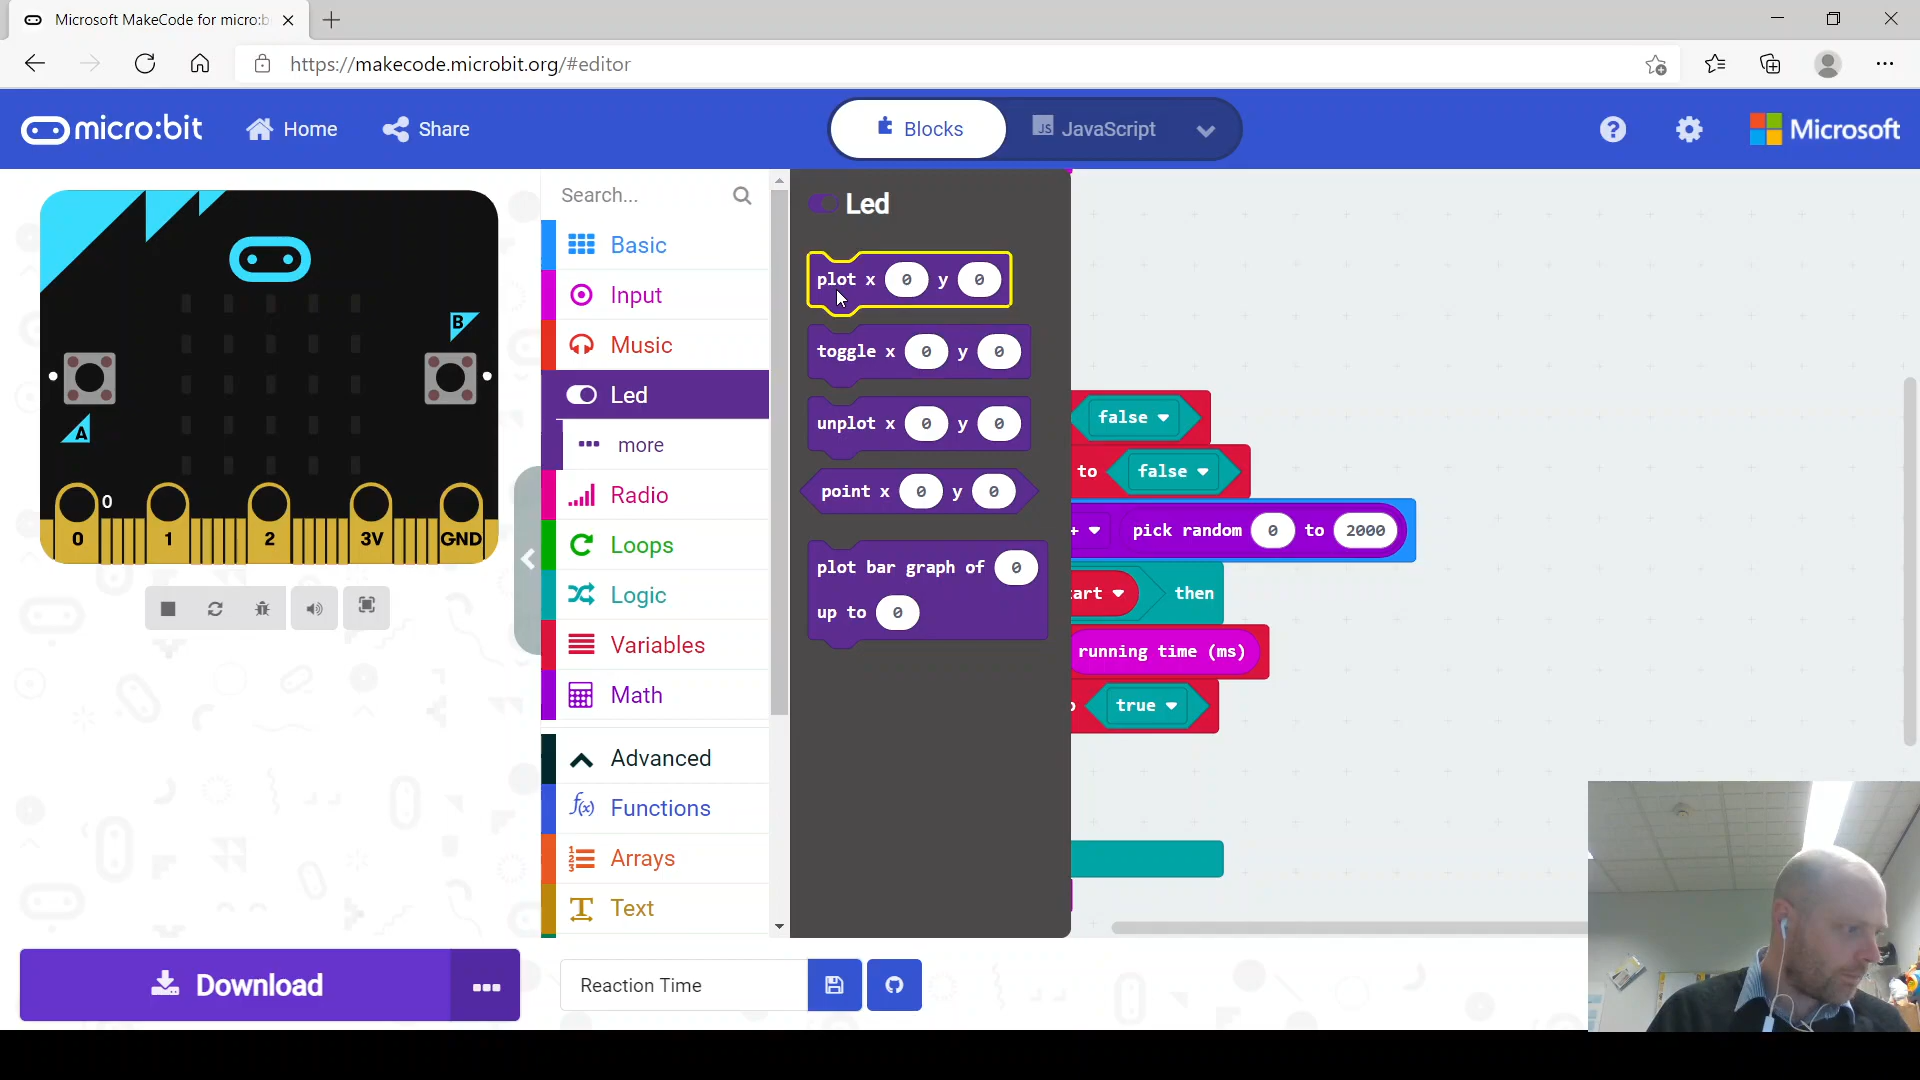 Microsoft MakeCode for micro:b
https://makecode.microbit.org/#editor
micro:bit
Home
Share
Blocks
JS
JavaScript
?
Microsoft
A
B
0
0
1
2
3V
GND
Search...
Basic
Input
Music
Led
more
Radio
Loops
Logic
Variables
Math
Advanced
f(x) Functions
Arrays
Text
Led
plot x 0 y 0
toggle x 0 y 0
unplot x 0 y 0
point x 0 y 0
plot bar graph of 0
up to 0
false
to false
+ pick random 0 to 2000
art then
running time (ms)
true
Download
Reaction Time